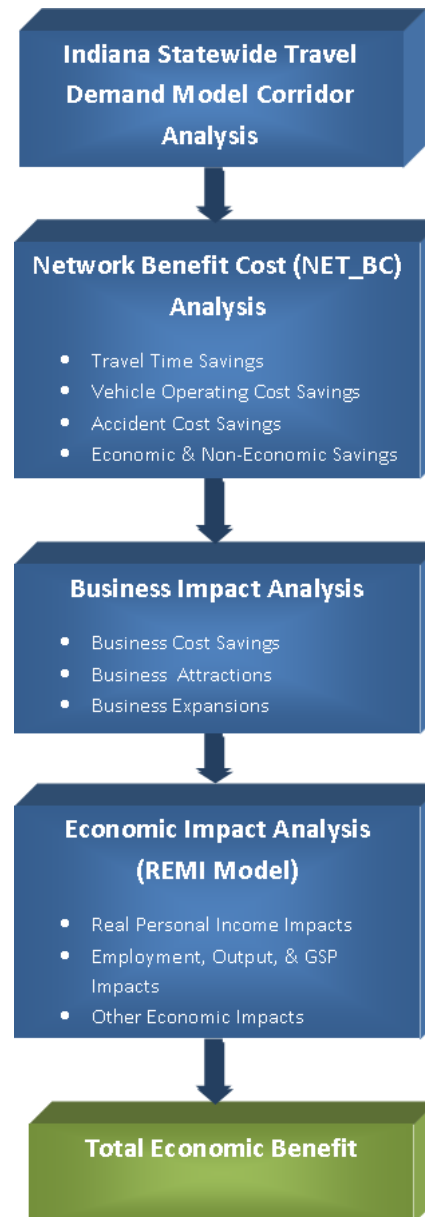 Indiana Statewide Travel
Demand Model Corridor
Analysis
Network Benefit Cost (NET_BC)
Analysis
• Travel Time Savings
• Vehicle Operating Cost Savings
• Accident Cost Savings
• Economic & Non-Economic Savings
Business Impact Analysis
• Business Cost Savings
• Business Attractions
• Business Expansions
Economic Impact Analysis
(REMI Model)
• Real Personal Income Impacts
• Employment, Output, & GSP
Impacts
• Other Economic Impacts
Total Economic Benefit